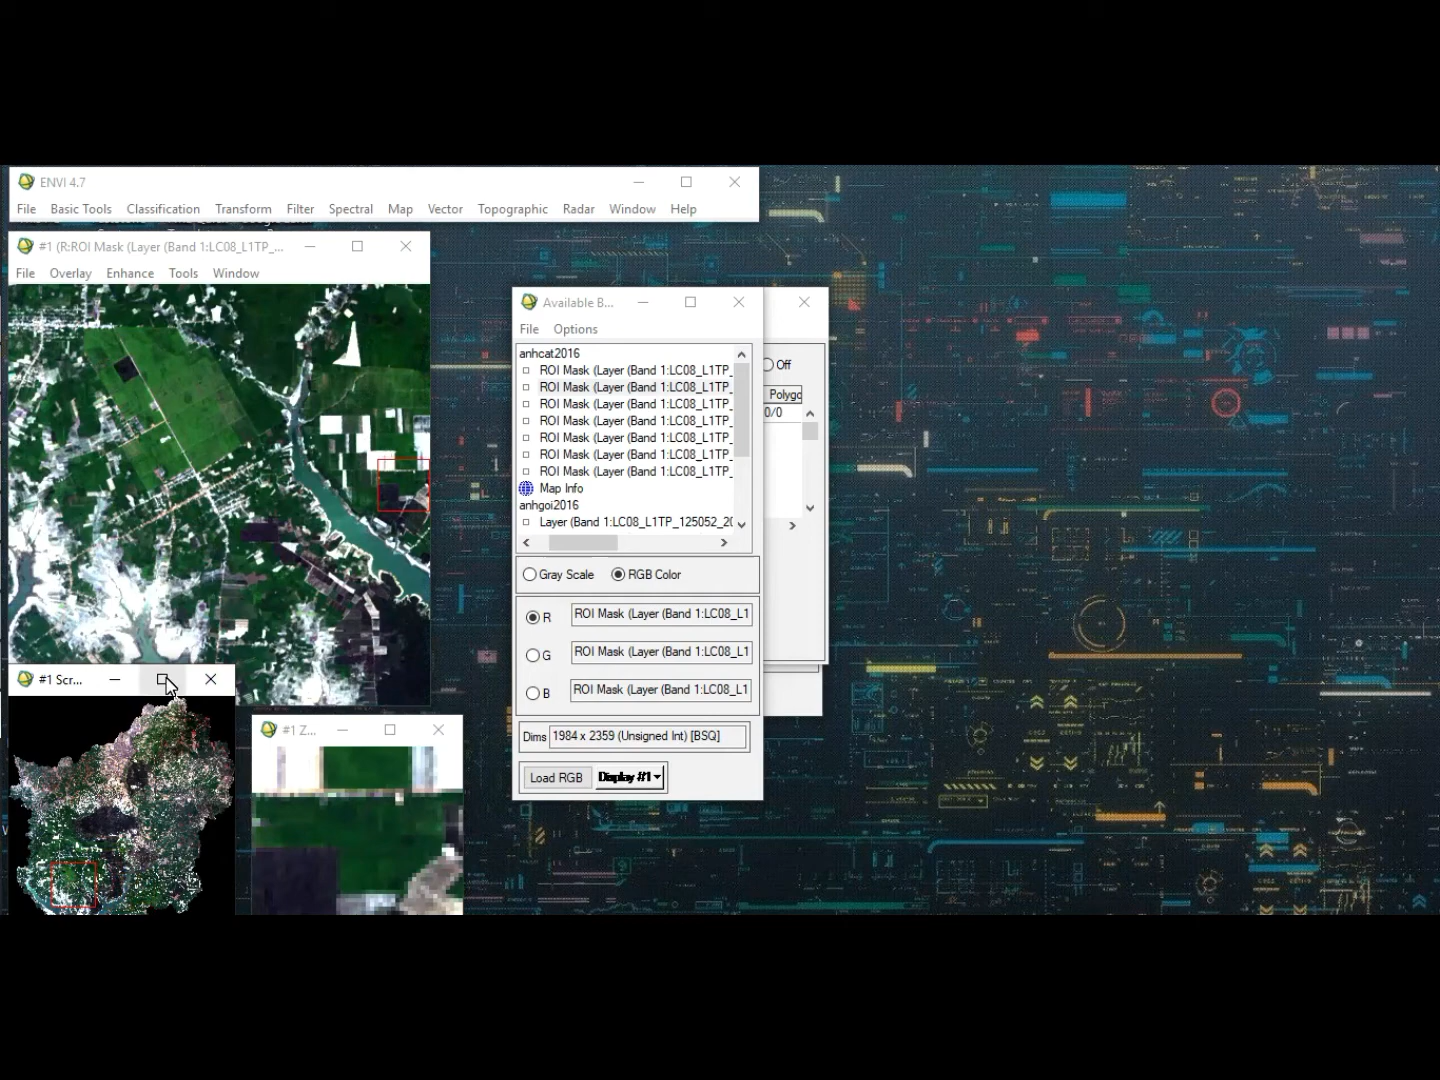 ENVI 4.7
File Basic Tools Classification Transform Filter Spectral Map Vector Topographic Radar Window Help
#1 (R:ROI Mask (Layer (Band 1:LC08_L1TP_...
File Overlay Enhance Tools Window
Available B...
File Options
anhcat2016
ROI Mask (Layer (Band 1:LC08_L1TP_
ROI Mask (Layer (Band 1:LC08_L1TP_
ROI Mask (Layer (Band 1:LC08_L1TP_
ROI Mask (Layer (Band 1:LC08_L1TP_
ROI Mask (Layer (Band 1:LC08_L1TP_
ROI Mask (Layer (Band 1:LC08_L1TP_
ROI Mask (Layer (Band 1:LC08_L1TP_
Map Info
anhgoi2016
Layer (Band 1:LC08_L1TP_125052_20
Off
Polygo
0/0
Gray Scale RGB Color
R ROI Mask (Layer (Band 1:LC08_L1
G ROI Mask (Layer (Band 1:LC08_L1
B ROI Mask (Layer (Band 1:LC08_L1
Dims 1984 x 2359 (Unsigned Int) [BSQ]
Load RGB Display #1
#1 Scr...
#1 Z...